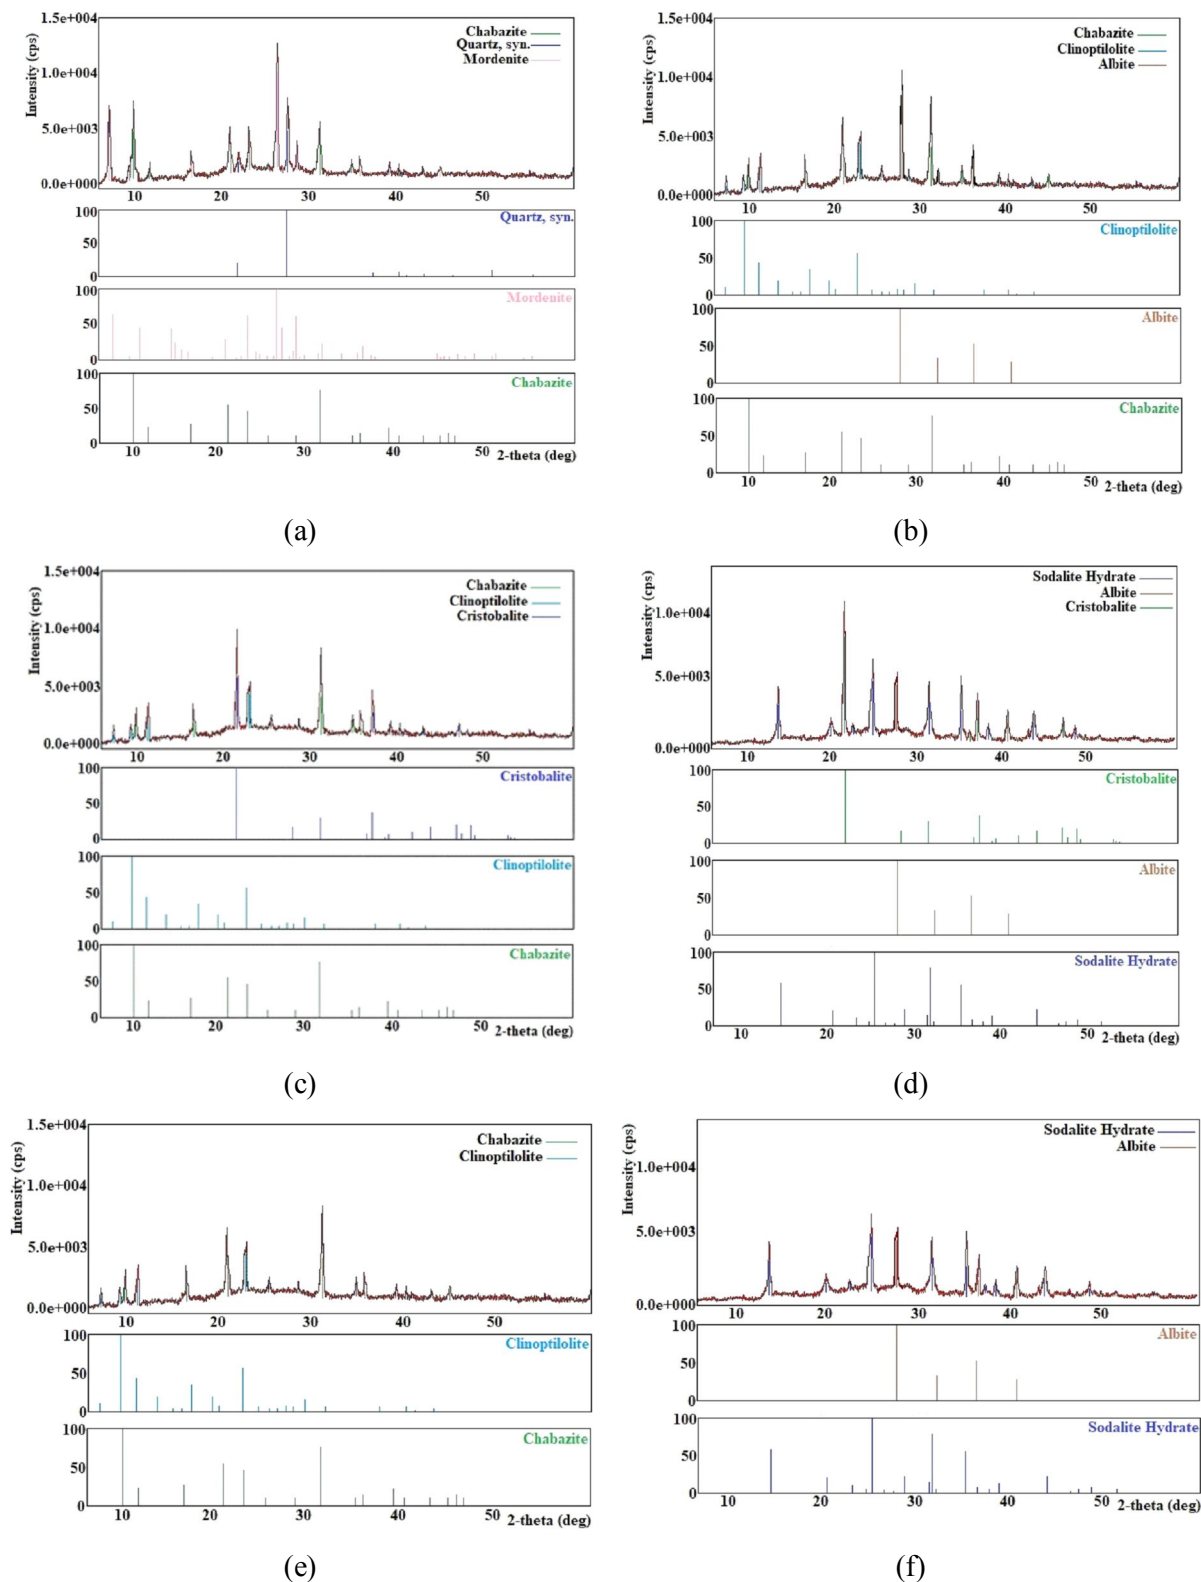 1.5e+004
Intensity (cps)
1.0e+004
5.0e+003
0.0e+000
Chabazite
Quartz, syn.
Mordenite
10 20 30 40 50
100
50
0
Quartz, syn.
100
50
0
Mordenite
100
50
0
Chabazite
10 20 30 40 50 2-theta (deg)
(a)
1.5e+004
Intensity (cps)
1.0e+004
5.0e+003
0.0e+000
Chabazite
Clinoptilolite
Albite
10 20 30 40 50
100
50
0
Clinoptilolite
100
50
0
Albite
100
50
0
Chabazite
10 20 30 40 50 2-theta (deg)
(b)
1.5e+004
Intensity (cps)
1.0e+004
5.0e+003
0.0e+000
Chabazite
Clinoptilolite
Cristobalite
10 20 30 40 50
100
50
0
Cristobalite
100
50
0
Clinoptilolite
100
50
0
Chabazite
10 20 30 40 50 2-theta (deg)
(c)
Intensity (cps)
1.0e+004
5.0e+003
0.0e+000
Sodalite Hydrate
Albite
Cristobalite
10 20 30 40 50
100
50
0
Cristobalite
100
50
0
Albite
100
50
0
Sodalite Hydrate
10 20 30 40 50 2-theta (deg)
(d)
1.5e+004
Intensity (cps)
1.0e+004
5.0e+003
0.0e+000
Chabazite
Clinoptilolite
10 20 30 40 50
100
50
0
Clinoptilolite
100
50
0
Chabazite
10 20 30 40 50 2-theta (deg)
(e)
Intensity (cps)
1.0e+004
5.0e+003
0.0e+000
Sodalite Hydrate
Albite
10 20 30 40 50
100
50
0
Albite
100
50
0
Sodalite Hydrate
10 20 30 40 50 2-theta (deg)
(f)